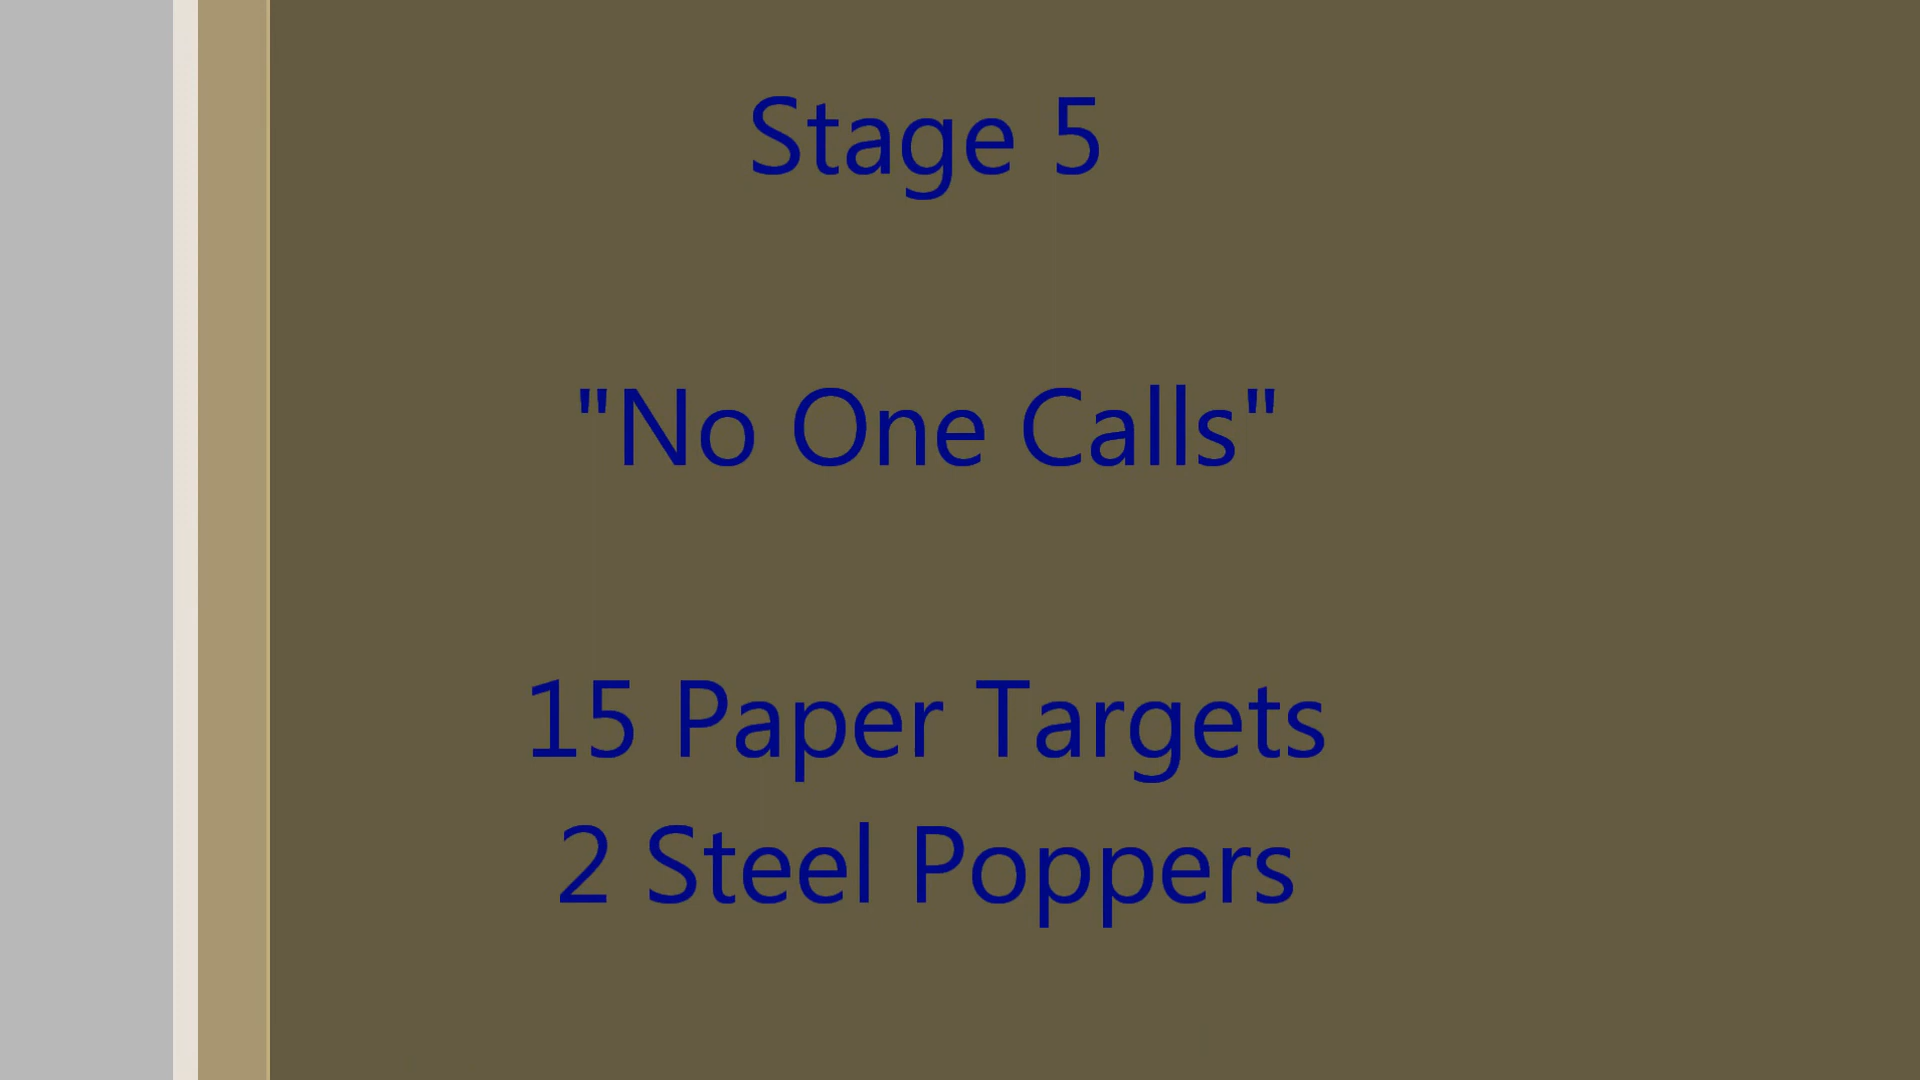 Stage 5
"No One Calls"
15 Paper Targets
2 Steel Poppers